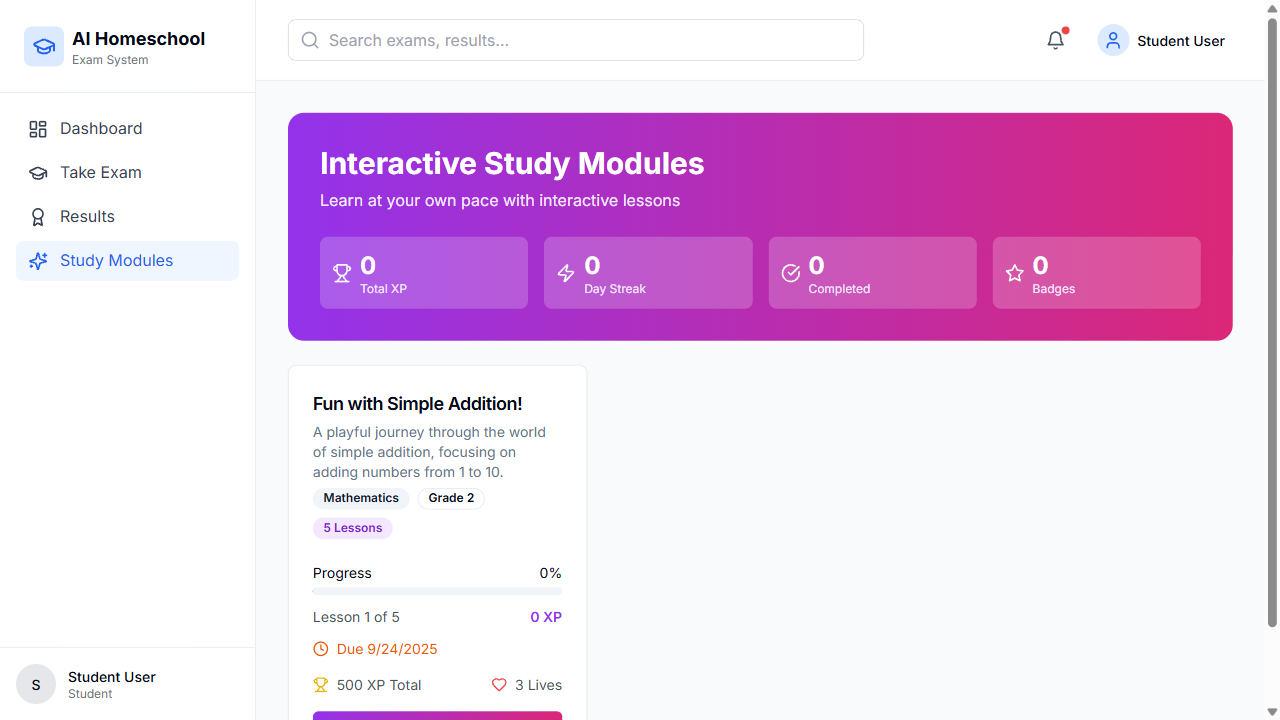 AI Homeschool
Exam System
Dashboard
Take Exam
Results
Study Modules
S
Student User
Student
Search exams, results...
Student User
Interactive Study Modules
Learn at your own pace with interactive lessons
0
Total XP
0
Day Streak
0
Completed
0
Badges
Fun with Simple Addition!
A playful journey through the world
of simple addition, focusing on
adding numbers from 1 to 10.
Mathematics Grade 2
5 Lessons
Progress 0%
Lesson 1 of 5 0 XP
Due 9/24/2025
500 XP Total 3 Lives